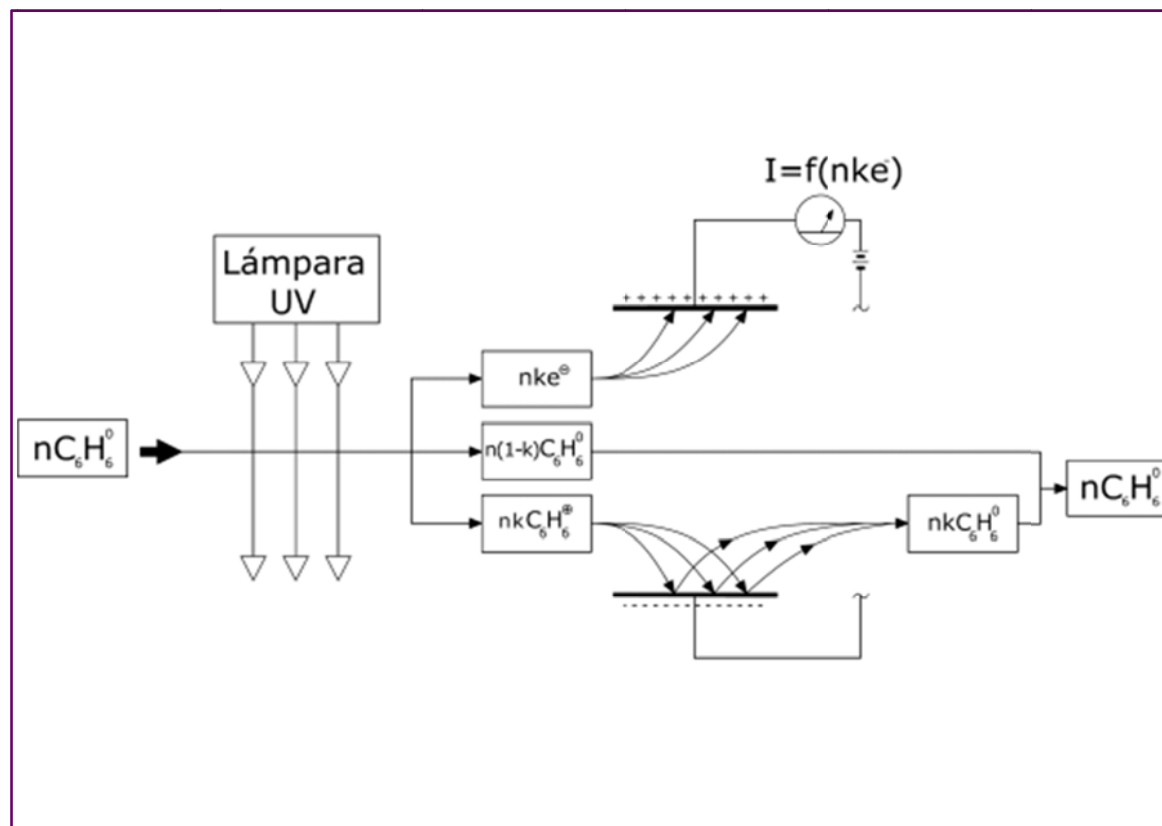 I=f(nke⁻)
Lámpara
UV
+ + + + + + + + +
nke⊖
nC₆H₆⁰
n(1-k)C₆H₆⁰
nkC₆H₆⊕
nkC₆H₆⁰
nC₆H₆⁰